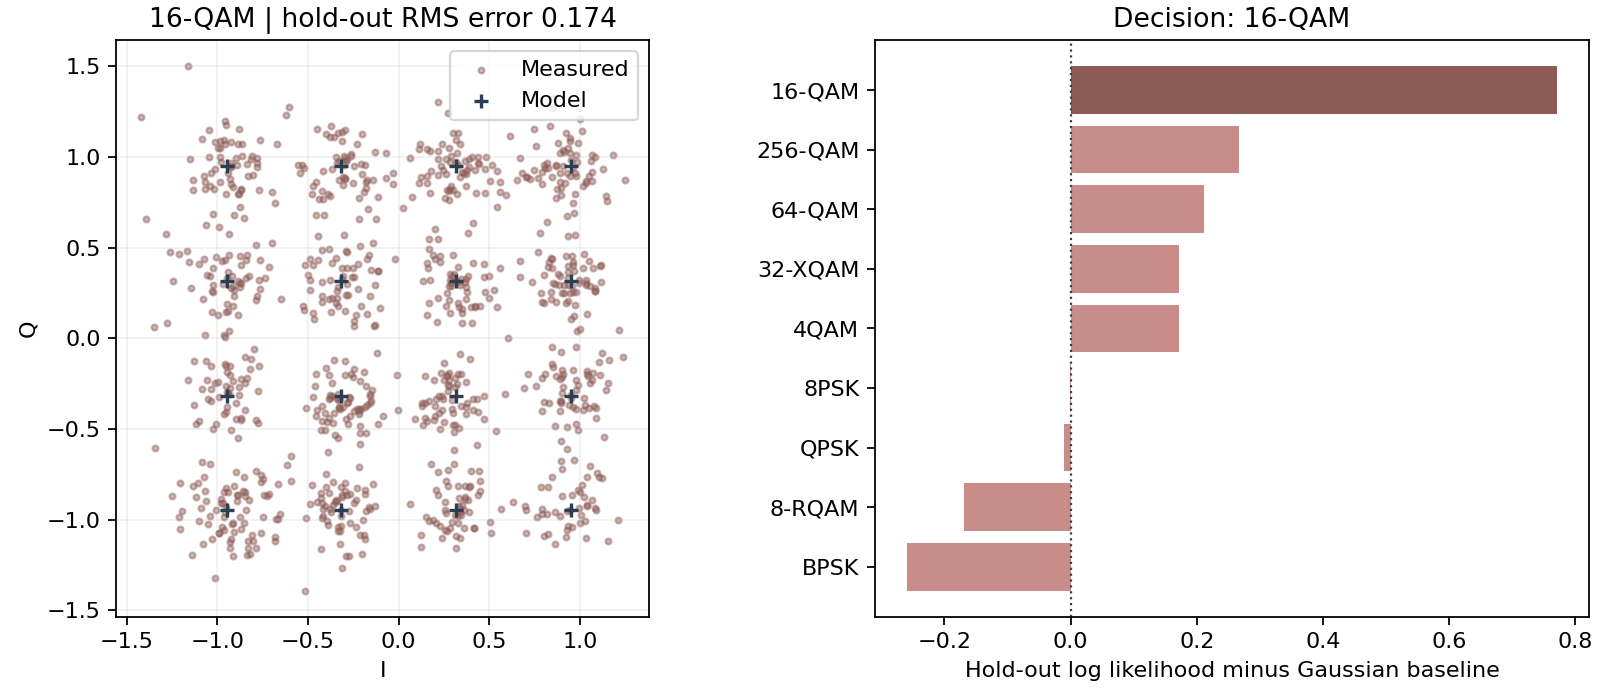 16-QAM | hold-out RMS error 0.174
Measured
Model
1.5
1.0
0.5
0.0
−0.5
−1.0
−1.5
Q
−1.5
−1.0
−0.5
0.0
0.5
1.0
I
Decision: 16-QAM
16-QAM
256-QAM
64-QAM
32-XQAM
4QAM
8PSK
QPSK
8-RQAM
BPSK
−0.2
0.0
0.2
0.4
0.6
0.8
Hold-out log likelihood minus Gaussian baseline